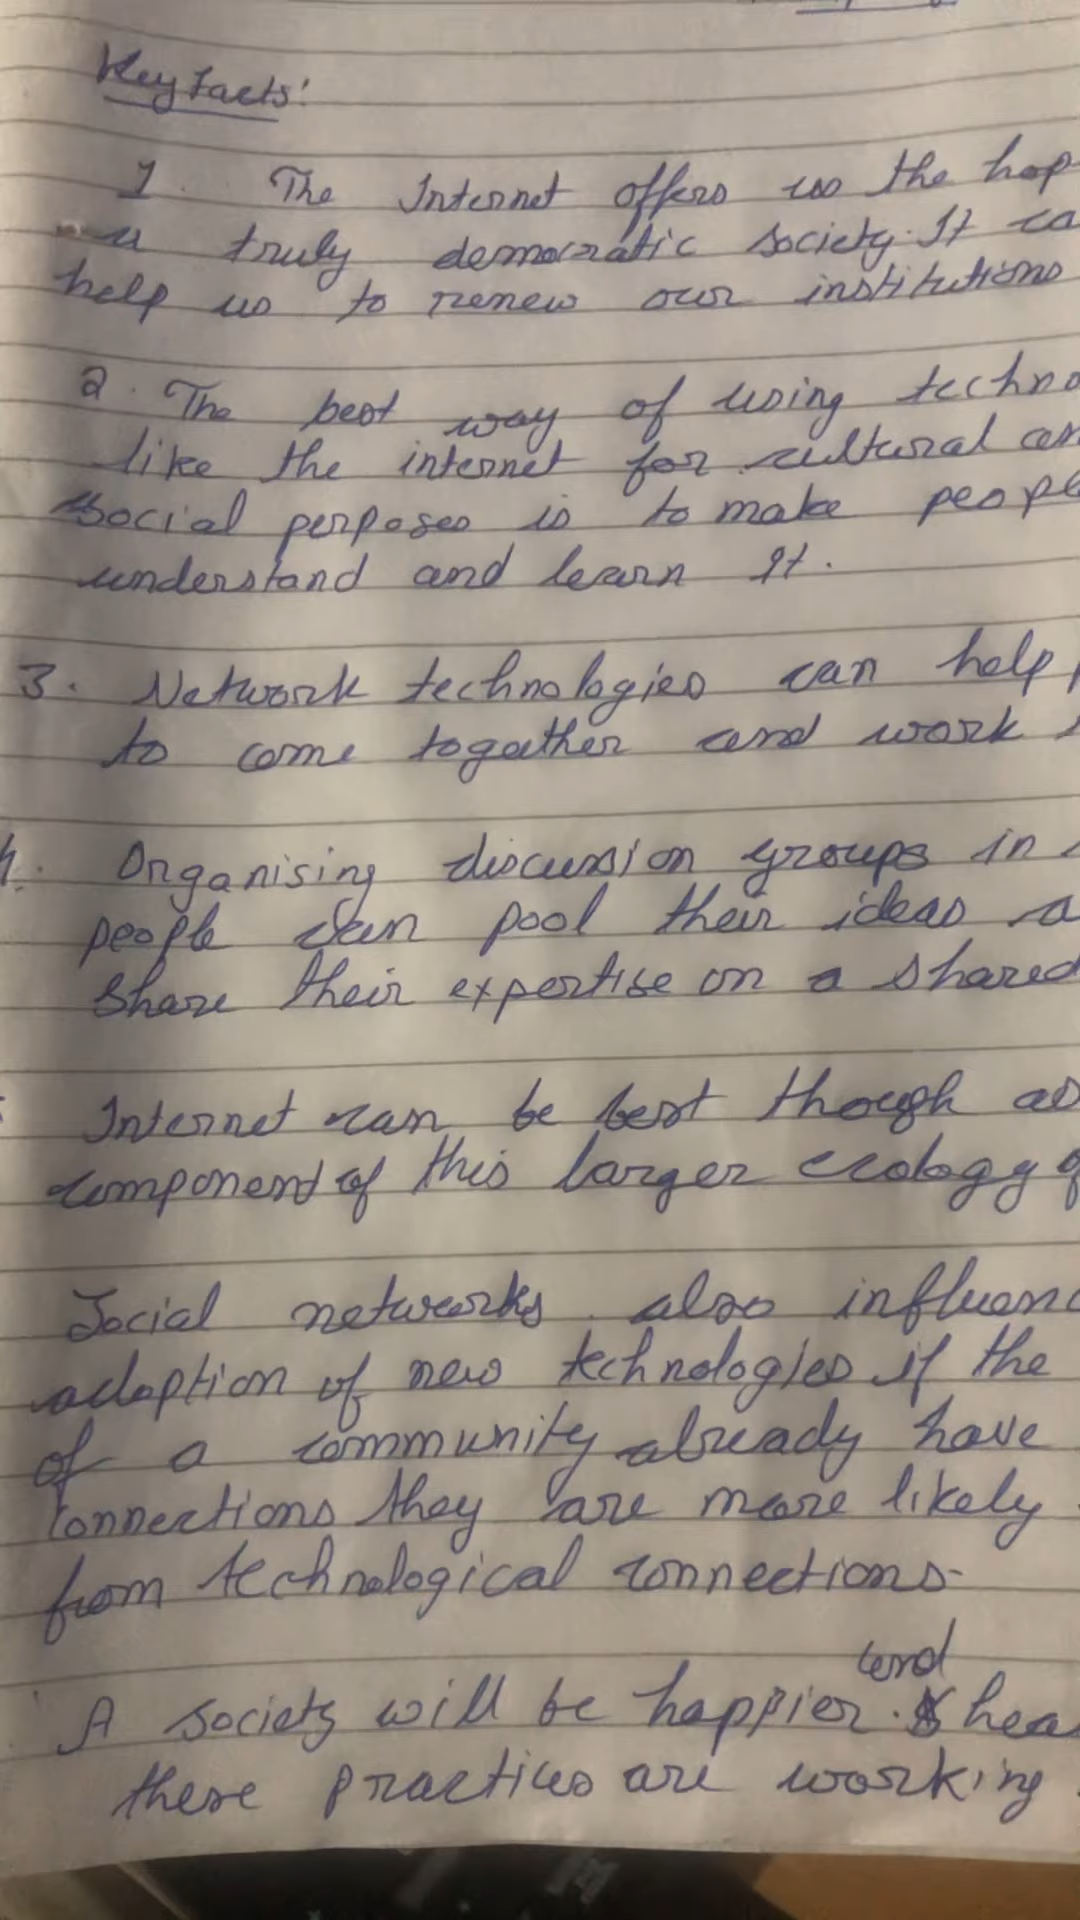 Key Facts:
1. The Internet offers us the hop
a truly democratic society. It ca
help us to renew our institutions
2. The best way of using techno
like the internet for cultural an
social perposes is to make peopl
understand and learn It.
3. Network technologies can help
to come togather and work
4. Organising discussion groups in
people can pool their ideas a
Share their expertise on a shared
Internet can be best though as
component of this larger ecology o
Social networks also influenc
adoption of new technologies if the
of a community already have
connections they are more likely
from technological connections.
and
A society will be happier. hea
these practices are working